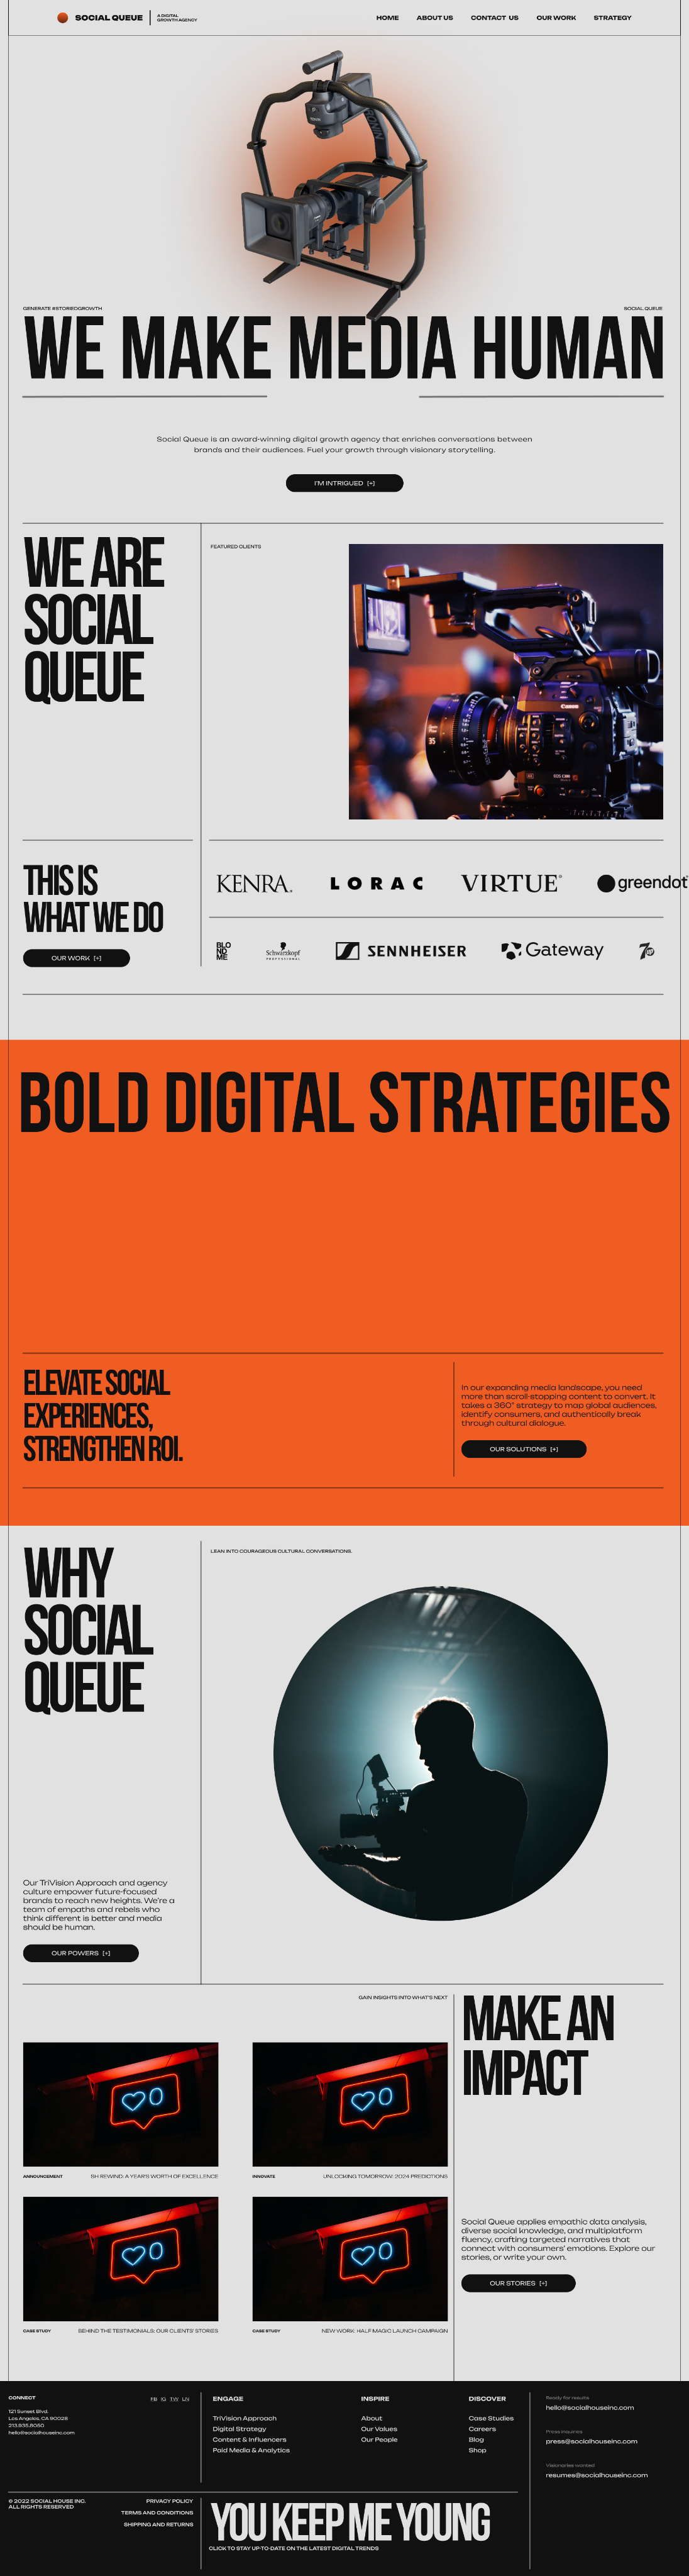 SOCIAL QUEUE
A DIGITAL
GROWTH AGENCY
HOME ABOUT US CONTACT US OUR WORK STRATEGY
GENERATE #STOREOGROWTH
SOCIAL QUEUE
WE MAKE MEDIA HUMAN
Social Queue is an award-winning digital growth agency that enriches conversations between
brands and their audiences. Fuel your growth through visionary storytelling.
I'M INTRIGUED [+]
WE ARE
SOCIAL
QUEUE
FEATURED CLIENTS
Canon
35
EOS C300
THIS IS
WHAT WE DO
OUR WORK [+]
KENRA.
LORAC
VIRTUE®
greendot
BLO
ND
ME
Schwarzkopf
PROFESSIONAL
SENNHEISER
Gateway
BOLD DIGITAL STRATEGIES
ELEVATE SOCIAL
EXPERIENCES,
STRENGTHEN ROI.
In our expanding media landscape, you need
more than scroll-stopping content to convert. It
takes a 360° strategy to map global audiences,
identify consumers, and authentically break
through cultural dialogue.
OUR SOLUTIONS [+]
WHY
SOCIAL
QUEUE
LEAN INTO COURAGEOUS CULTURAL CONVERSATIONS.
Our TriVision Approach and agency
culture empower future-focused
brands to reach new heights. We're a
team of empaths and rebels who
think different is better and media
should be human.
OUR POWERS [+]
GAIN INSIGHTS INTO WHAT'S NEXT
MAKE AN
IMPACT
0
0
ANNOUNCEMENT SH REWIND: A YEAR'S WORTH OF EXCELLENCE
INNOVATE UNLOCKING TOMORROW: 2024 PREDICTIONS
0
0
CASE STUDY BEHIND THE TESTIMONIALS: OUR CLIENTS' STORIES
CASE STUDY NEW WORK: HALF MAGIC LAUNCH CAMPAIGN
Social Queue applies empathic data analysis,
diverse social knowledge, and multiplatform
fluency, crafting targeted narratives that
connect with consumers' emotions. Explore our
stories, or write your own.
OUR STORIES [+]
CONNECT
FB IG TW LN
121 Sunset Blvd.
Los Angeles, CA 90028
213.835.8050
hello@socialhouseinc.com
ENGAGE
TriVision Approach
Digital Strategy
Content & Influencers
Paid Media & Analytics
INSPIRE
About
Our Values
Our People
DISCOVER
Case Studies
Careers
Blog
Shop
Ready for results
hello@socialhouseinc.com
Press inquiries
press@socialhouseinc.com
Visionaries wanted
resumes@socialhouseinc.com
© 2022 SOCIAL HOUSE INC.
ALL RIGHTS RESERVED
PRIVACY POLICY
TERMS AND CONDITIONS
SHIPPING AND RETURNS
YOU KEEP ME YOUNG
CLICK TO STAY UP-TO-DATE ON THE LATEST DIGITAL TRENDS